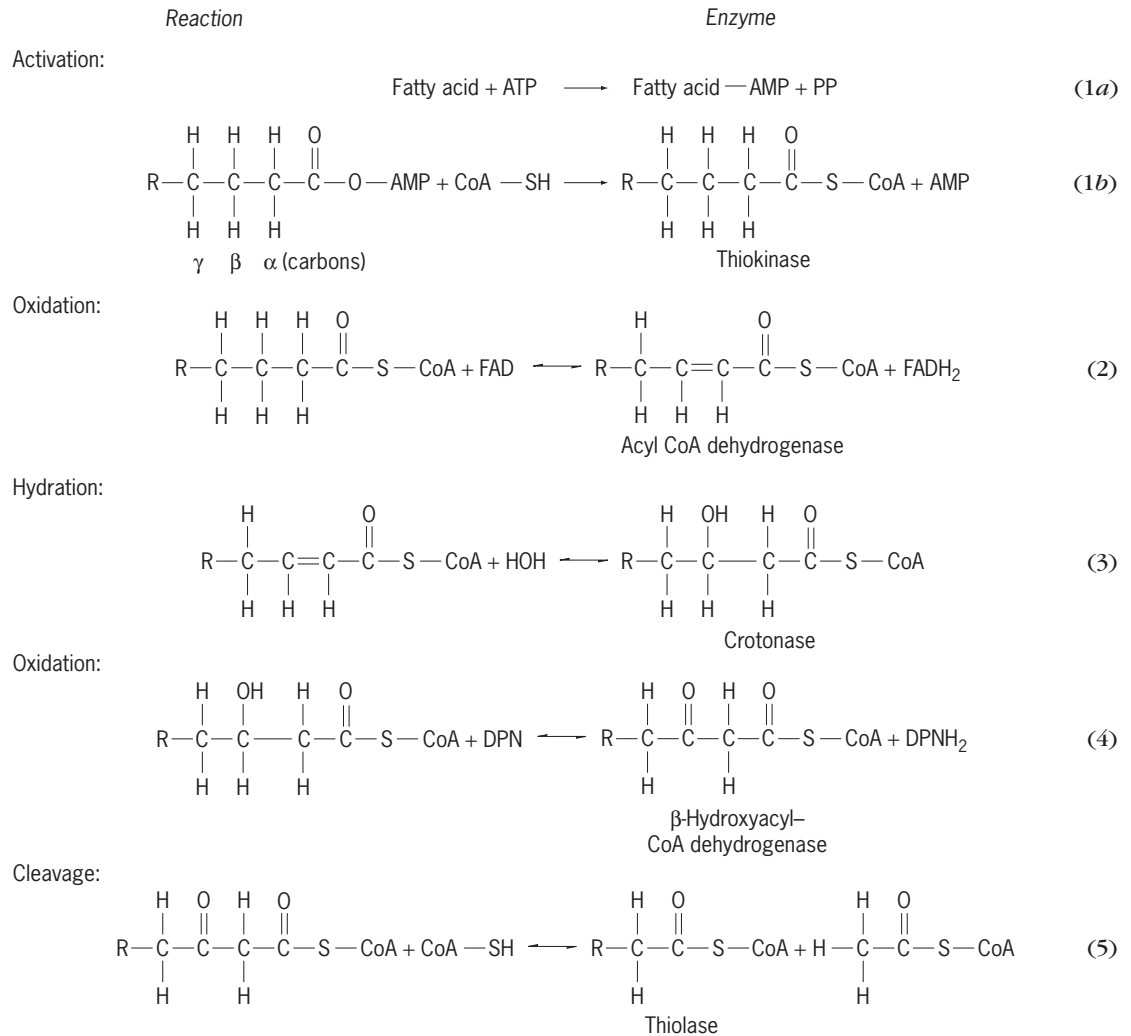 Reaction Enzyme
Activation:
Fatty acid + ATP ⟶ Fatty acid — AMP + PP (1a)
H H H O H H H O
R—C—C—C—C—O—AMP + CoA—SH ⟶ R—C—C—C—C—S—CoA + AMP (1b)
H H H H H H
γ β α (carbons) Thiokinase
Oxidation:
H H H O H O
R—C—C—C—C—S—CoA + FAD ⟷ R—C—C=C—C—S—CoA + FADH₂ (2)
H H H H H H
Acyl CoA dehydrogenase
Hydration:
H O H OH H O
R—C—C=C—C—S—CoA + HOH ⟷ R—C—C—C—C—S—CoA (3)
H H H H H H
Crotonase
Oxidation:
H OH H O H O H O
R—C—C—C—C—S—CoA + DPN ⟷ R—C—C—C—C—S—CoA + DPNH₂ (4)
H H H H H
β-Hydroxyacyl–
CoA dehydrogenase
Cleavage:
H O H O H O H O
R—C—C—C—C—S—CoA + CoA—SH ⟷ R—C—C—S—CoA + H—C—C—S—CoA (5)
H H H H
Thiolase